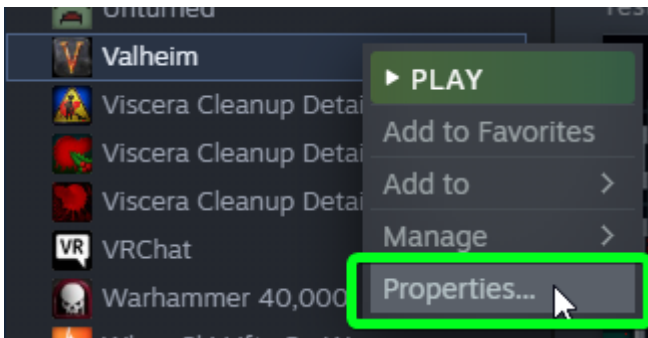 Unturned
Valheim
PLAY
Viscera Cleanup Detai
Add to Favorites
Viscera Cleanup Detai
Add to
Viscera Cleanup Detai
Manage
VR VRChat
Properties...
Warhammer 40,000